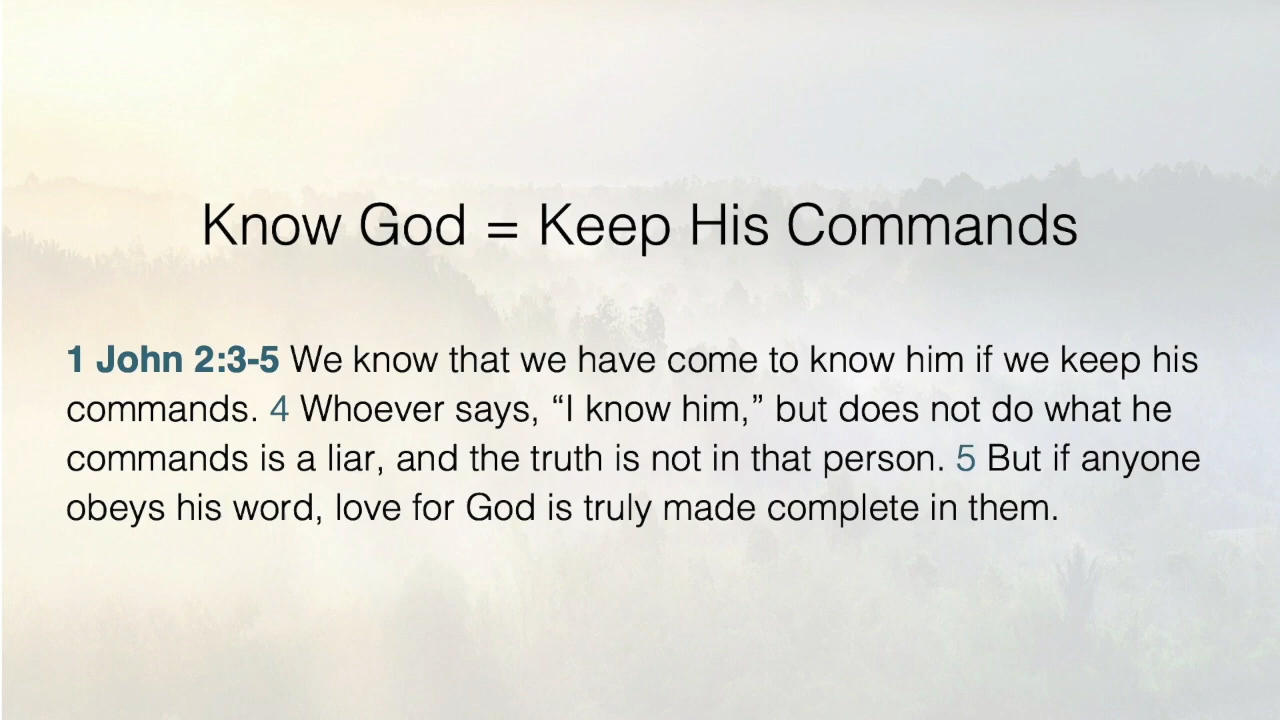 Know God = Keep His Commands
1 John 2:3-5 We know that we have come to know him if we keep his
commands. 4 Whoever says, “I know him,” but does not do what he
commands is a liar, and the truth is not in that person. 5 But if anyone
obeys his word, love for God is truly made complete in them.